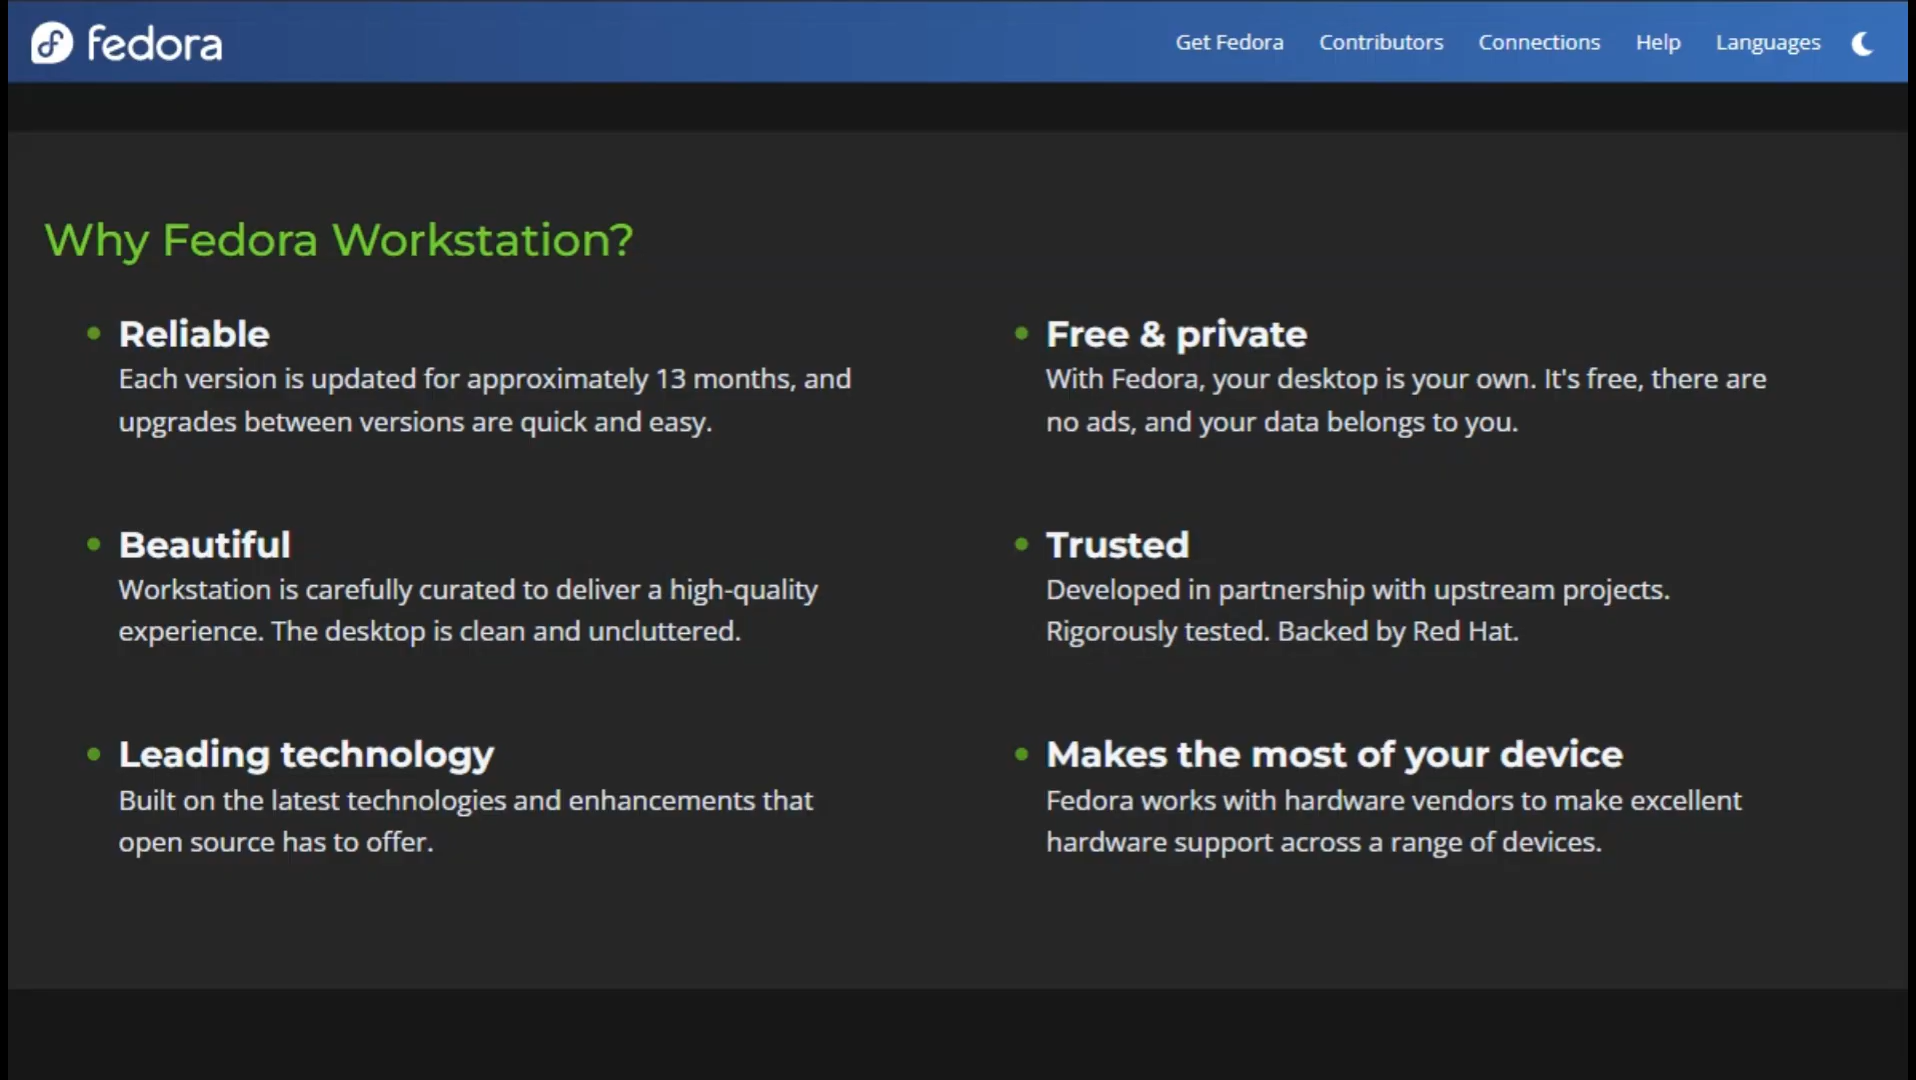 fedora
Get Fedora Contributors Connections Help Languages
Why Fedora Workstation?
Reliable
Each version is updated for approximately 13 months, and
upgrades between versions are quick and easy.
Free & private
With Fedora, your desktop is your own. It's free, there are
no ads, and your data belongs to you.
Beautiful
Workstation is carefully curated to deliver a high-quality
experience. The desktop is clean and uncluttered.
Trusted
Developed in partnership with upstream projects.
Rigorously tested. Backed by Red Hat.
Leading technology
Built on the latest technologies and enhancements that
open source has to offer.
Makes the most of your device
Fedora works with hardware vendors to make excellent
hardware support across a range of devices.